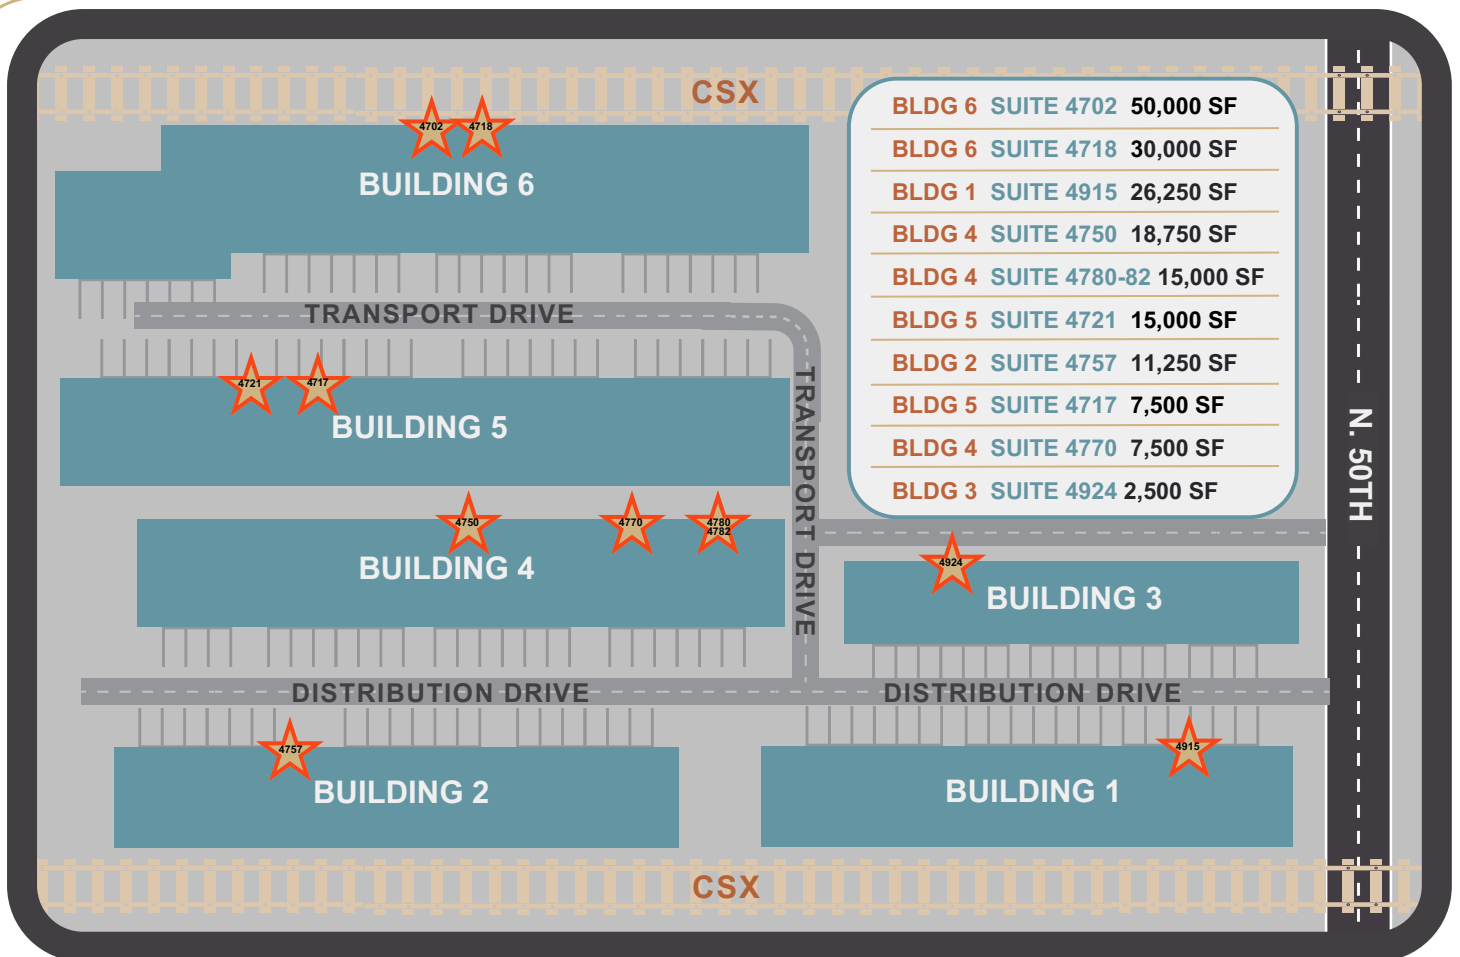 CSX
BLDG 6 SUITE 4702 50,000 SF
BLDG 6 SUITE 4718 30,000 SF
BLDG 1 SUITE 4915 26,250 SF
BLDG 4 SUITE 4750 18,750 SF
BLDG 4 SUITE 4780-82 15,000 SF
BLDG 5 SUITE 4721 15,000 SF
BLDG 2 SUITE 4757 11,250 SF
BLDG 5 SUITE 4717 7,500 SF
BLDG 4 SUITE 4770 7,500 SF
BLDG 3 SUITE 4924 2,500 SF
4702
4718
BUILDING 6
TRANSPORT DRIVE
4721
4717
BUILDING 5
TRANSPORT DRIVE
N. 50TH
4750
4770
4780
4782
BUILDING 4
4924
BUILDING 3
DISTRIBUTION DRIVE
DISTRIBUTION DRIVE
4757
BUILDING 2
4915
BUILDING 1
CSX